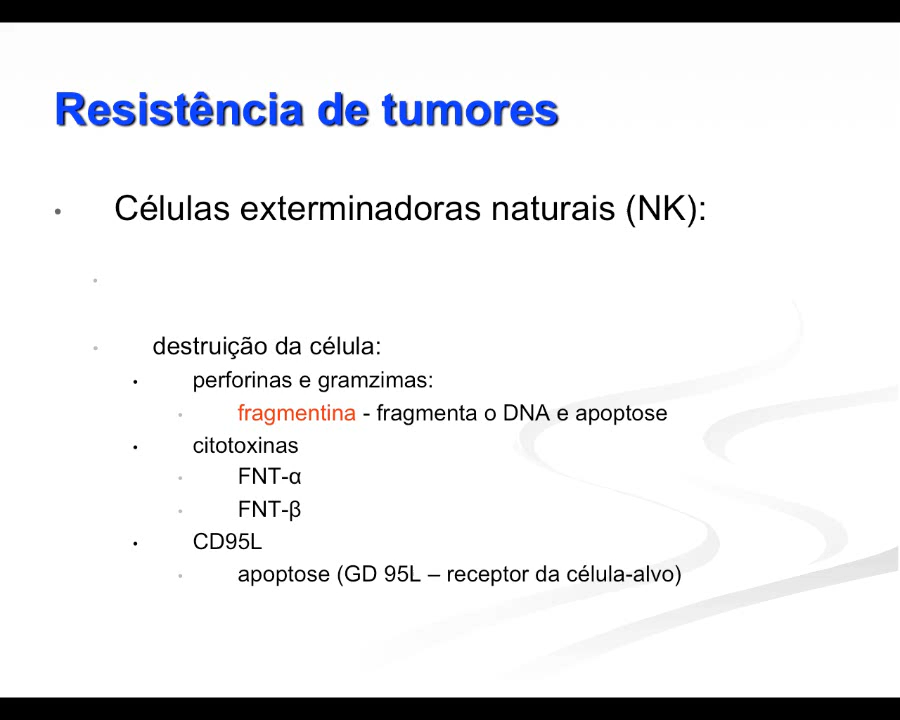 Resistência de tumores
• Células exterminadoras naturais (NK):
•
• destruição da célula:
• perforinas e gramzimas:
• fragmentina - fragmenta o DNA e apoptose
• citotoxinas
• FNT-α
• FNT-β
• CD95L
• apoptose (GD 95L – receptor da célula-alvo)